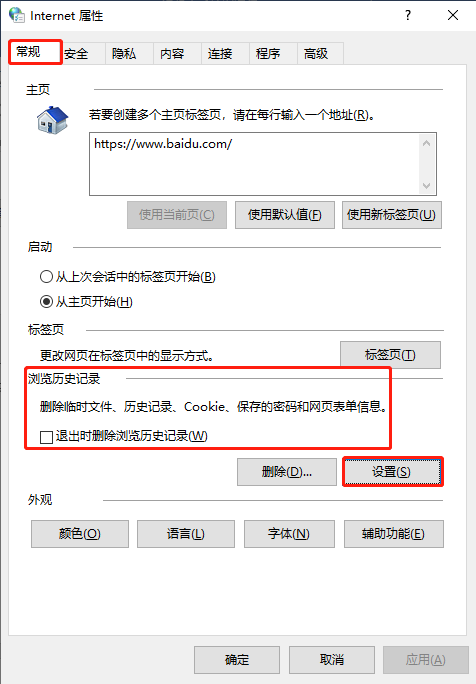 Internet 属性
常规 安全 隐私 内容 连接 程序 高级
主页
若要创建多个主页标签页，请在每行输入一个地址(R)。
https://www.baidu.com/
使用当前页(C) 使用默认值(F) 使用新标签页(U)
启动
从上次会话中的标签页开始(B)
从主页开始(H)
标签页
更改网页在标签页中的显示方式。 标签页(T)
浏览历史记录
删除临时文件、历史记录、Cookie、保存的密码和网页表单信息。
退出时删除浏览历史记录(W)
删除(D)... 设置(S)
外观
颜色(O) 语言(L) 字体(N) 辅助功能(E)
确定 取消 应用(A)